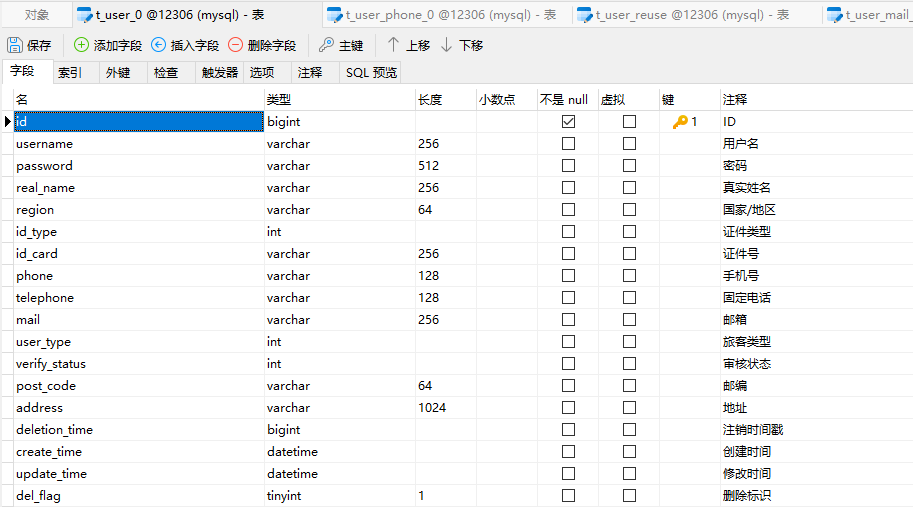 对象 t_user_0 @12306 (mysql) - 表 t_user_phone_0 @12306 (mysql) - 表 t_user_reuse @12306 (mysql) - 表 t_user_mail_
保存 添加字段 插入字段 删除字段 主键 上移 下移
字段 索引 外键 检查 触发器 选项 注释 SQL 预览
名 类型 长度 小数点 不是 null 虚拟 键 注释
id bigint 1 ID
username varchar 256 用户名
password varchar 512 密码
real_name varchar 256 真实姓名
region varchar 64 国家/地区
id_type int 证件类型
id_card varchar 256 证件号
phone varchar 128 手机号
telephone varchar 128 固定电话
mail varchar 256 邮箱
user_type int 旅客类型
verify_status int 审核状态
post_code varchar 64 邮编
address varchar 1024 地址
deletion_time bigint 注销时间戳
create_time datetime 创建时间
update_time datetime 修改时间
del_flag tinyint 1 删除标识